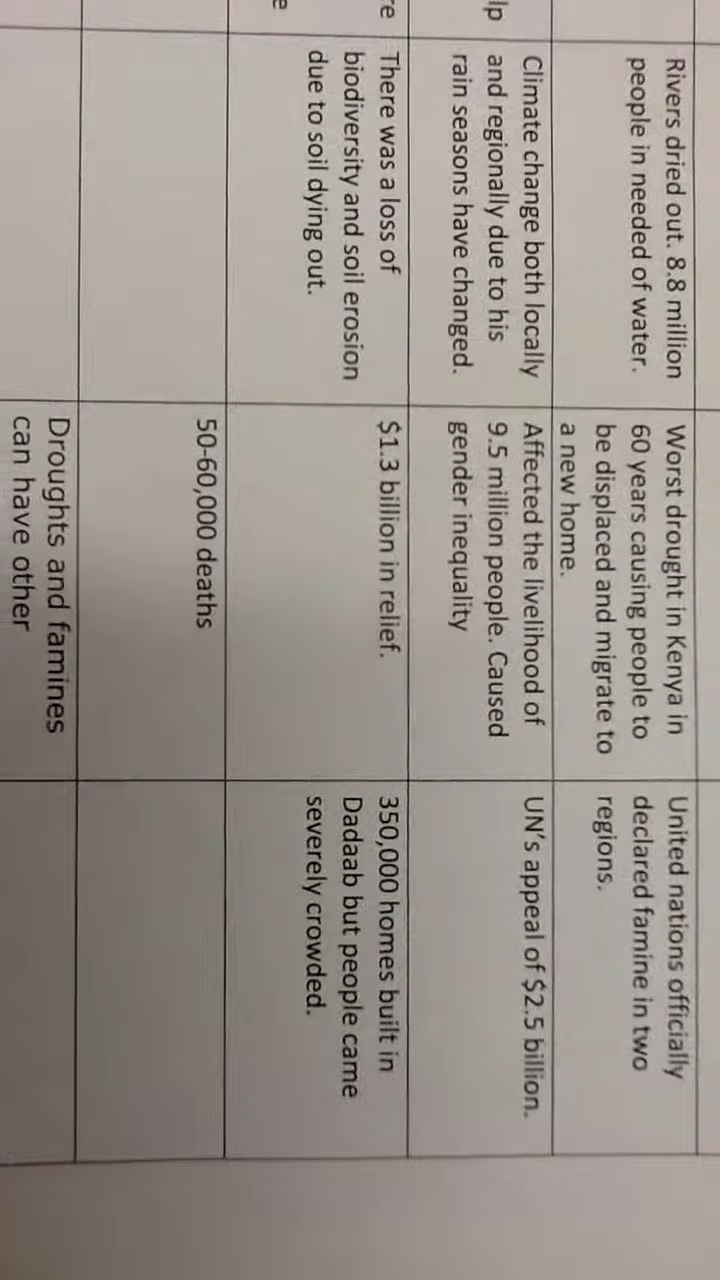 Rivers dried out. 8.8 million
people in needed of water.
Worst drought in Kenya in
60 years causing people to
be displaced and migrate to
a new home.
United nations officially
declared famine in two
regions.
lp
Climate change both locally
and regionally due to his
rain seasons have changed.
Affected the livelihood of
9.5 million people. Caused
gender inequality
UN's appeal of $2.5 billion.
re
e
There was a loss of
biodiversity and soil erosion
due to soil dying out.
$1.3 billion in relief.
350,000 homes built in
Dadaab but people came
severely crowded.
50-60,000 deaths
Droughts and famines
can have other